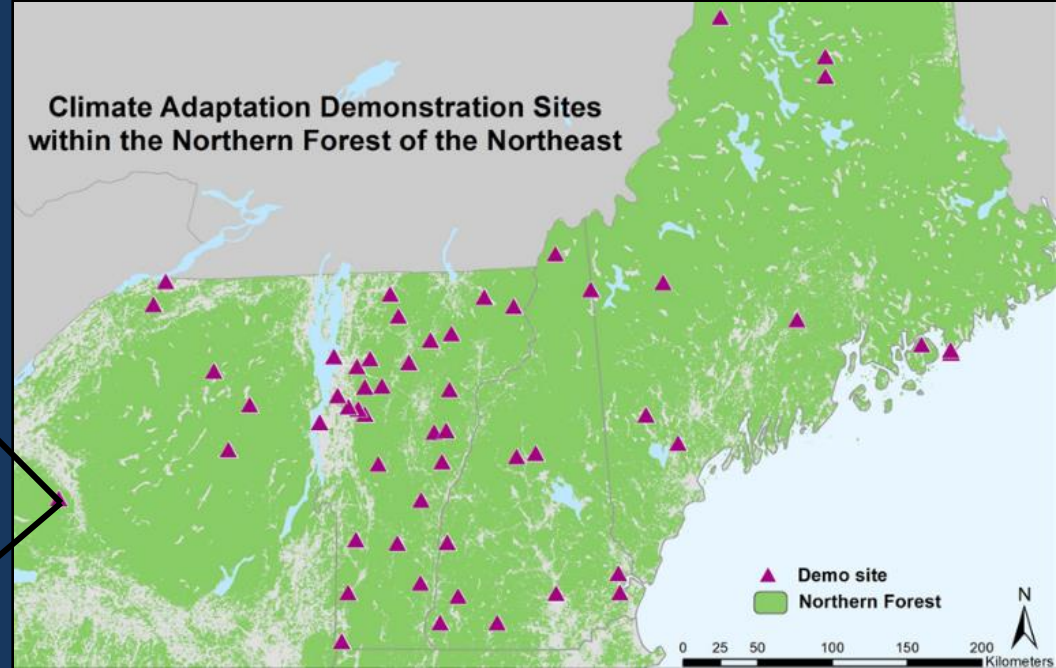 Climate Adaptation Demonstration Sites
within the Northern Forest of the Northeast
Demo site
Northern Forest
N
0 25 50 100 150 200
Kilometers